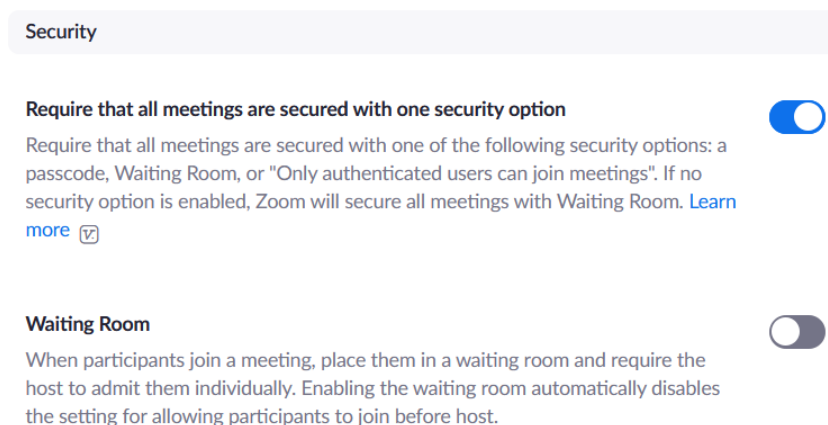 Security
Require that all meetings are secured with one security option
Require that all meetings are secured with one of the following security options: a
passcode, Waiting Room, or "Only authenticated users can join meetings". If no
security option is enabled, Zoom will secure all meetings with Waiting Room. Learn
more V:
Waiting Room
When participants join a meeting, place them in a waiting room and require the
host to admit them individually. Enabling the waiting room automatically disables
the setting for allowing participants to join before host.